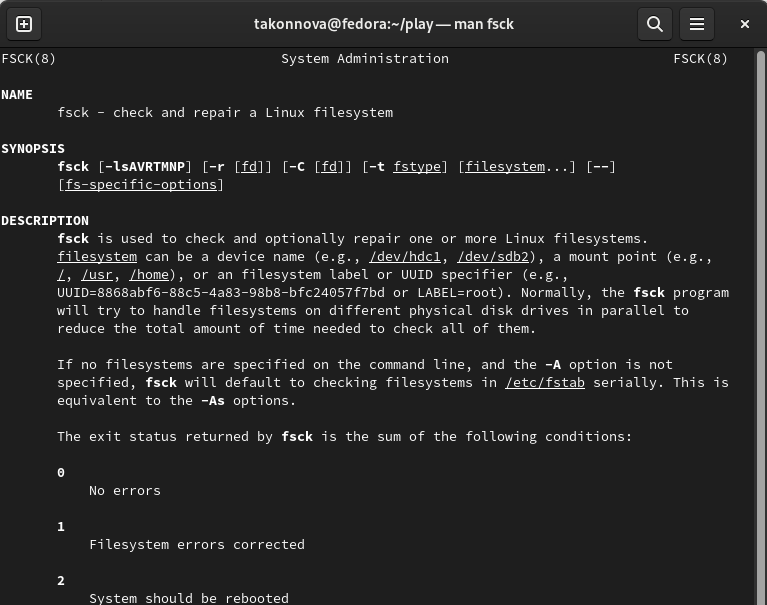 takonnova@fedora:~/play — man fsck
FSCK(8) System Administration FSCK(8)
NAME
fsck - check and repair a Linux filesystem
SYNOPSIS
fsck [-lsAVRTMNP] [-r [fd]] [-C [fd]] [-t fstype] [filesystem...] [--]
[fs-specific-options]
DESCRIPTION
fsck is used to check and optionally repair one or more Linux filesystems.
filesystem can be a device name (e.g., /dev/hdc1, /dev/sdb2), a mount point (e.g.,
/, /usr, /home), or an filesystem label or UUID specifier (e.g.,
UUID=8868abf6-88c5-4a83-98b8-bfc24057f7bd or LABEL=root). Normally, the fsck program
will try to handle filesystems on different physical disk drives in parallel to
reduce the total amount of time needed to check all of them.
If no filesystems are specified on the command line, and the -A option is not
specified, fsck will default to checking filesystems in /etc/fstab serially. This is
equivalent to the -As options.
The exit status returned by fsck is the sum of the following conditions:
0
No errors
1
Filesystem errors corrected
2
System should be rebooted